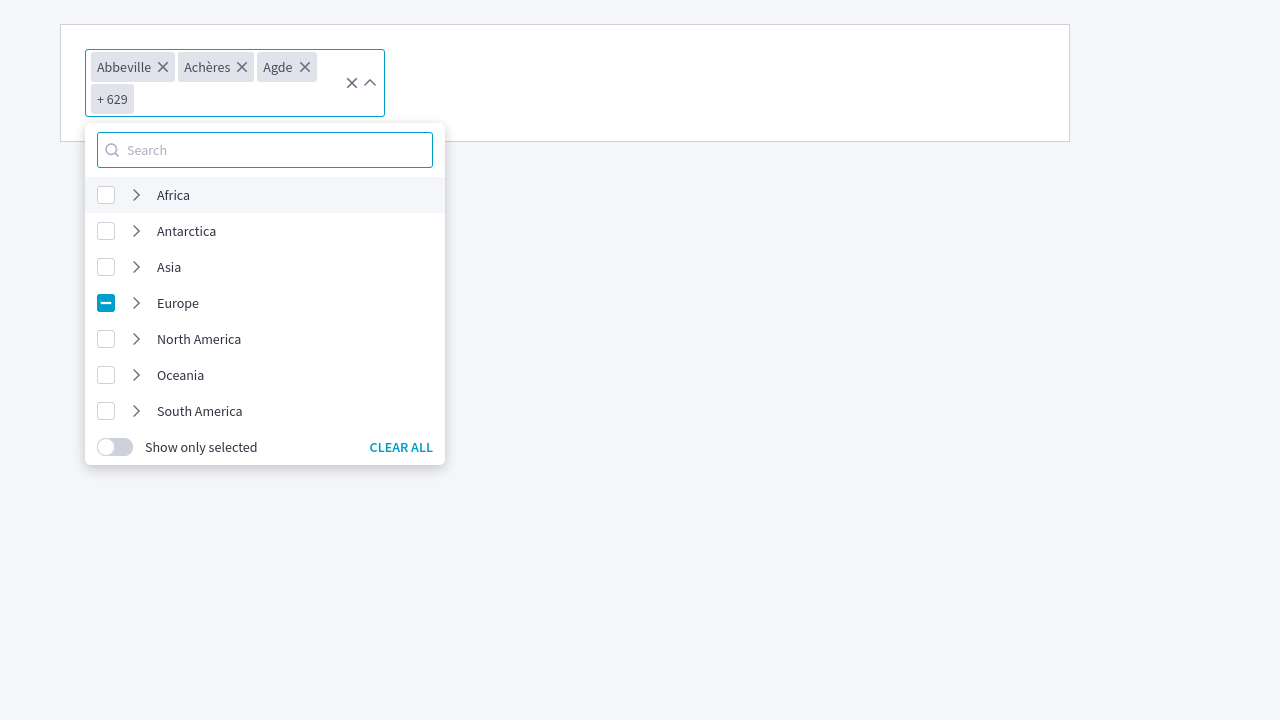 Abbeville Achères Agde
+ 629
Search
Africa
Antarctica
Asia
Europe
North America
Oceania
South America
Show only selected CLEAR ALL